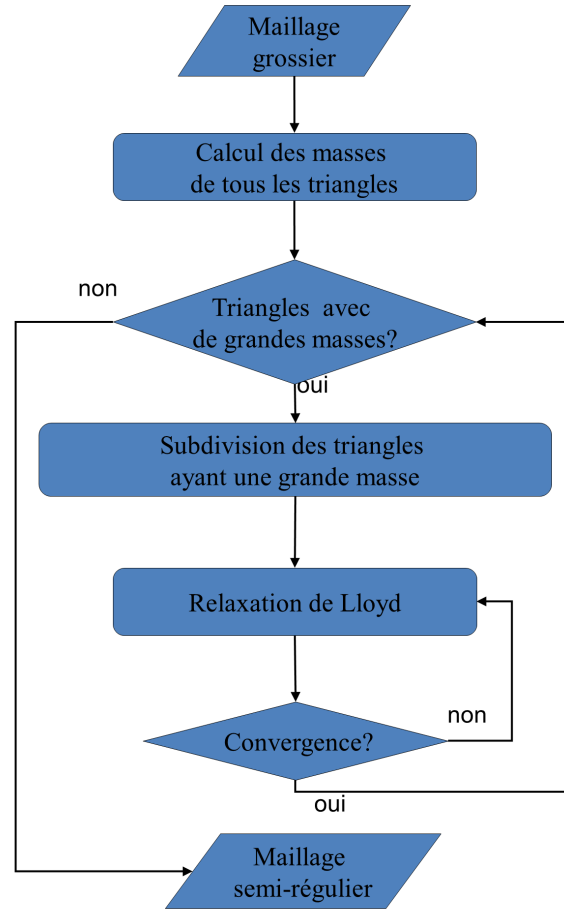 Maillage
grossier
Calcul des masses
de tous les triangles
non
Triangles avec
de grandes masses?
oui
Subdivision des triangles
ayant une grande masse
Relaxation de Lloyd
non
Convergence?
oui
Maillage
semi-régulier